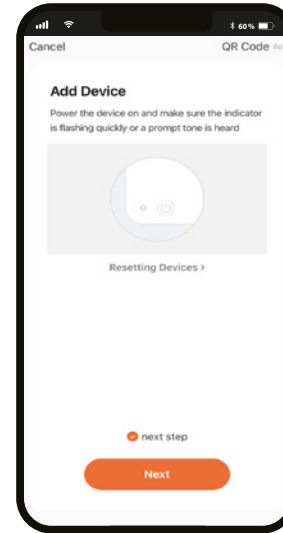 60%
Cancel
QR Code
Add Device
Power the device on and make sure the indicator
is flashing quickly or a prompt tone is heard
Resetting Devices >
next step
Next